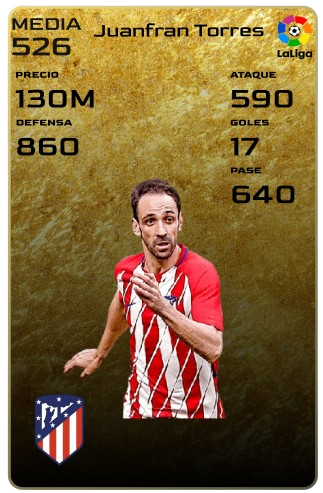 MEDIA
526
Juanfran Torres
LaLiga
PRECIO
130M
DEFENSA
860
ATAQUE
590
GOLES
17
PASE
640